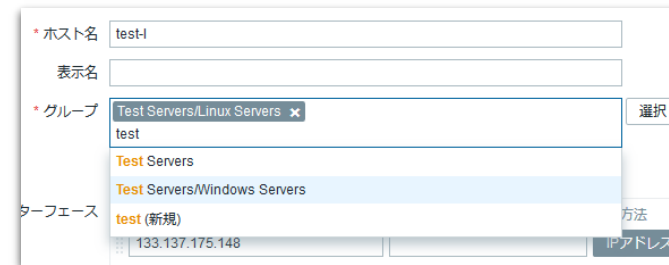 * ホスト名 test-l
表示名
* グループ Test Servers/Linux Servers ×
選択
test
Test Servers
Test Servers/Windows Servers
test (新規)
ターフェース
方法
133.137.175.148
IPアドレス